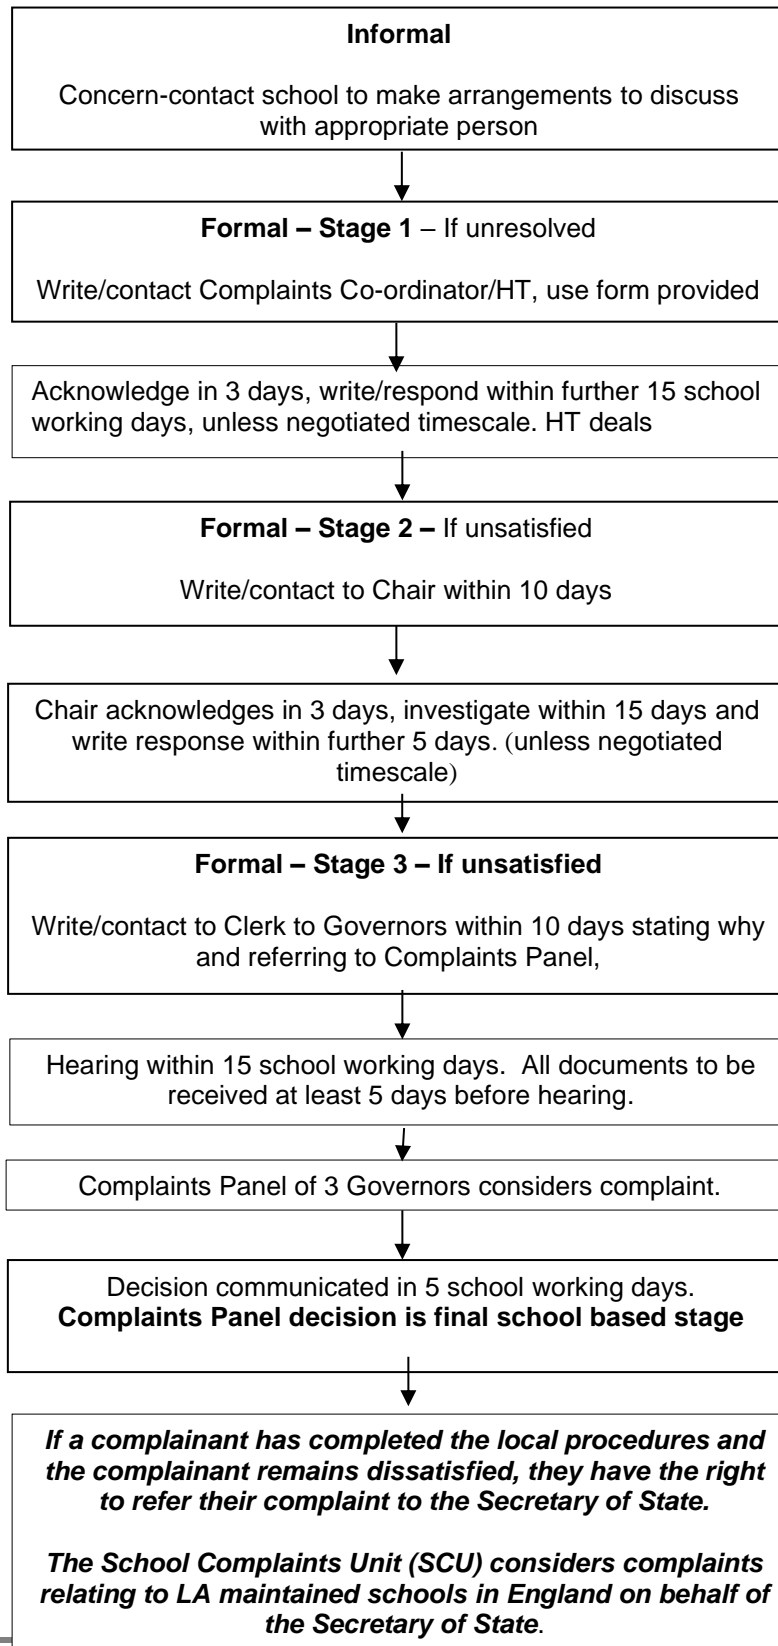 Informal
Concern-contact school to make arrangements to discuss
with appropriate person
Formal – Stage 1 – If unresolved
Write/contact Complaints Co-ordinator/HT, use form provided
Acknowledge in 3 days, write/respond within further 15 school
working days, unless negotiated timescale. HT deals
Formal – Stage 2 – If unsatisfied
Write/contact to Chair within 10 days
Chair acknowledges in 3 days, investigate within 15 days and
write response within further 5 days. (unless negotiated
timescale)
Formal – Stage 3 – If unsatisfied
Write/contact to Clerk to Governors within 10 days stating why
and referring to Complaints Panel,
Hearing within 15 school working days.  All documents to be
received at least 5 days before hearing.
Complaints Panel of 3 Governors considers complaint.
Decision communicated in 5 school working days.
Complaints Panel decision is final school based stage
If a complainant has completed the local procedures and
the complainant remains dissatisfied, they have the right
to refer their complaint to the Secretary of State.
The School Complaints Unit (SCU) considers complaints
relating to LA maintained schools in England on behalf of
the Secretary of State.